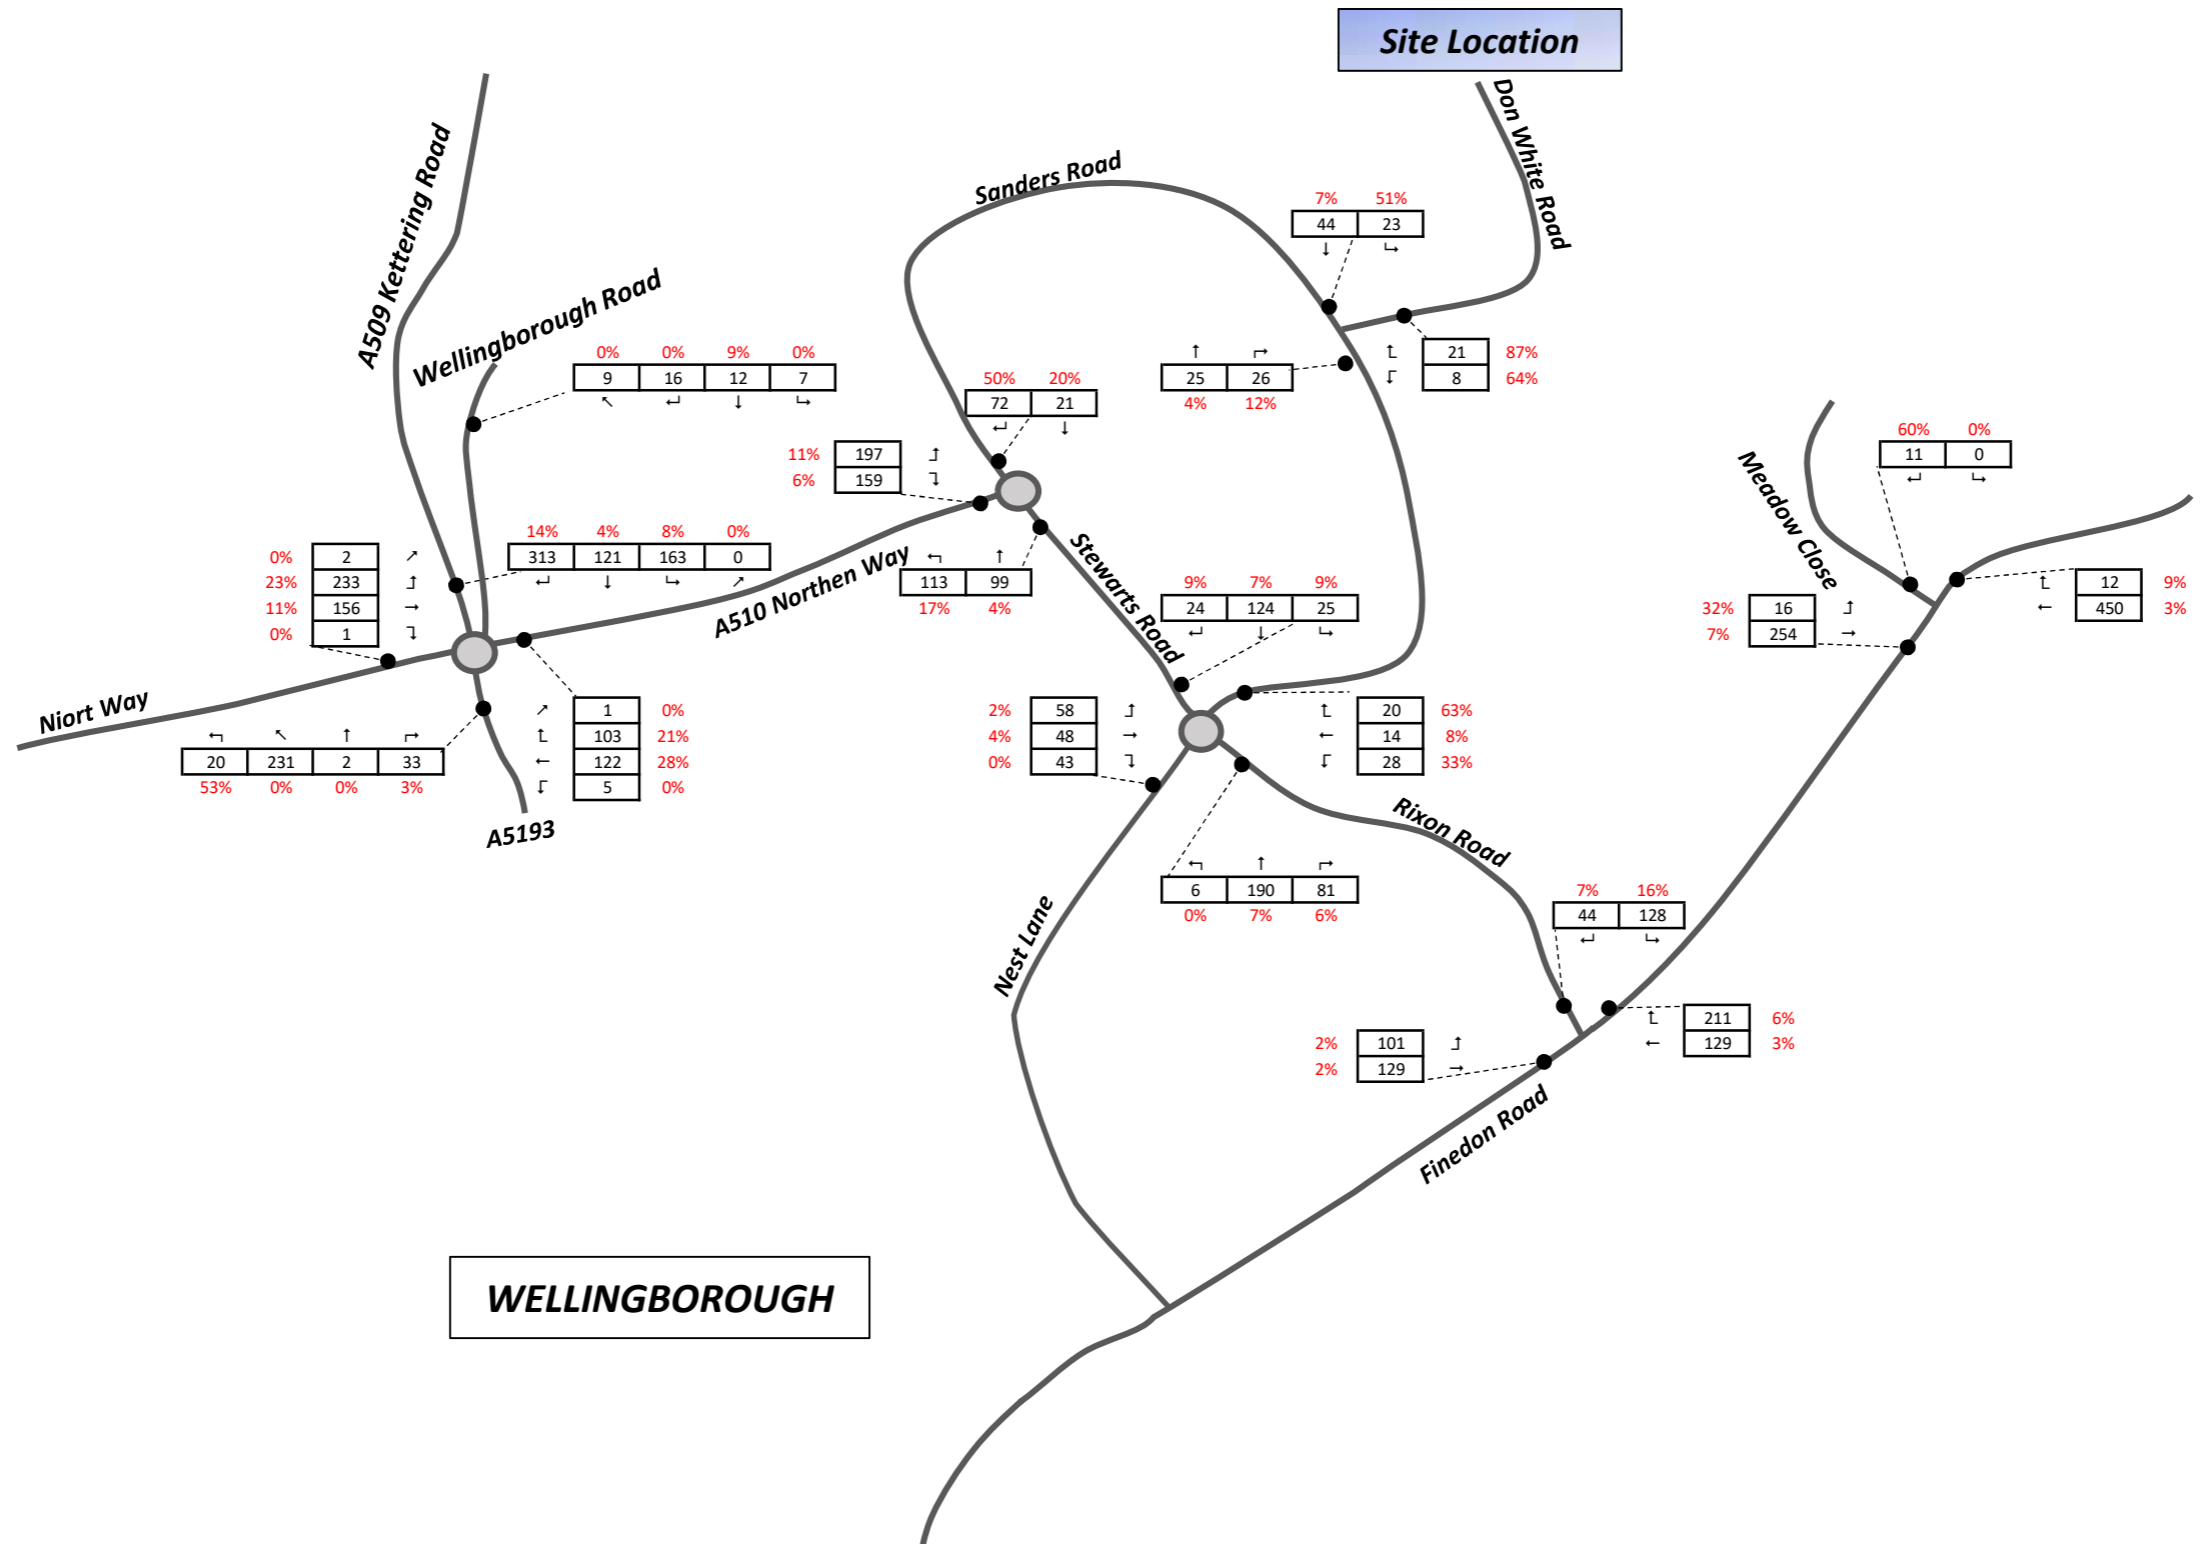 Site Location
Don White Road
A509 Kettering Road
Sanders Road
7% 51%
44 23
↓ ↳
Wellingborough Road
0% 0% 9% 0%
9 16 12 7
↖ ↵ ↓ ↳
↑ ↱
25 26
4% 12%
↰ 21 87%
↲ 8 64%
50% 20%
72 21
↵ ↓
11% 197
6% 159
60% 0%
11 0
↵ ↳
Meadow Close
14% 4% 8% 0%
313 121 163 0
↵ ↓ ↳ ↗
0% 2 ↗
23% 233
11% 156 →
0% 1
A510 Northen Way
↰ ↑
113 99
17% 4%
Stewarts Road
9% 7% 9%
24 124 25
↵ ↓ ↳
12 9%
← 450 3%
32% 16
7% 254 →
Niort Way
↰ ↖ ↑ ↱
20 231 2 33
53% 0% 0% 3%
↗ 1 0%
103 21%
← 122 28%
5 0%
A5193
2% 58
4% 48 →
0% 43
20 63%
← 14 8%
28 33%
Rixon Road
↰ ↑ ↱
6 190 81
0% 7% 6%
Nest Lane
7% 16%
44 128
↵ ↳
211 6%
← 129 3%
2% 101
2% 129 →
Finedon Road
WELLINGBOROUGH